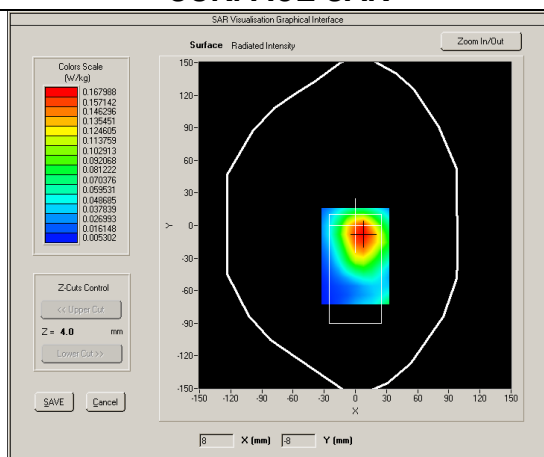 SAR Visualisation Graphical Interface
Surface Radiated Intensity
Zoom In/Out
Colors Scale
(W/kg)
0.167988
0.157142
0.146296
0.135451
0.124605
0.113759
0.102913
0.092068
0.081222
0.070376
0.059531
0.048685
0.037839
0.026993
0.016148
0.005302
150
120
90
60
30
0
-30
-60
-90
-120
-150
Y
-150 -120 -90 -60 -30 0 30 60 90 120 150
X
Z-Cuts Control
<< Upper Cut
Z = 4.0 mm
Lower Cut >>
SAVE Cancel
8 X (mm) -8 Y (mm)